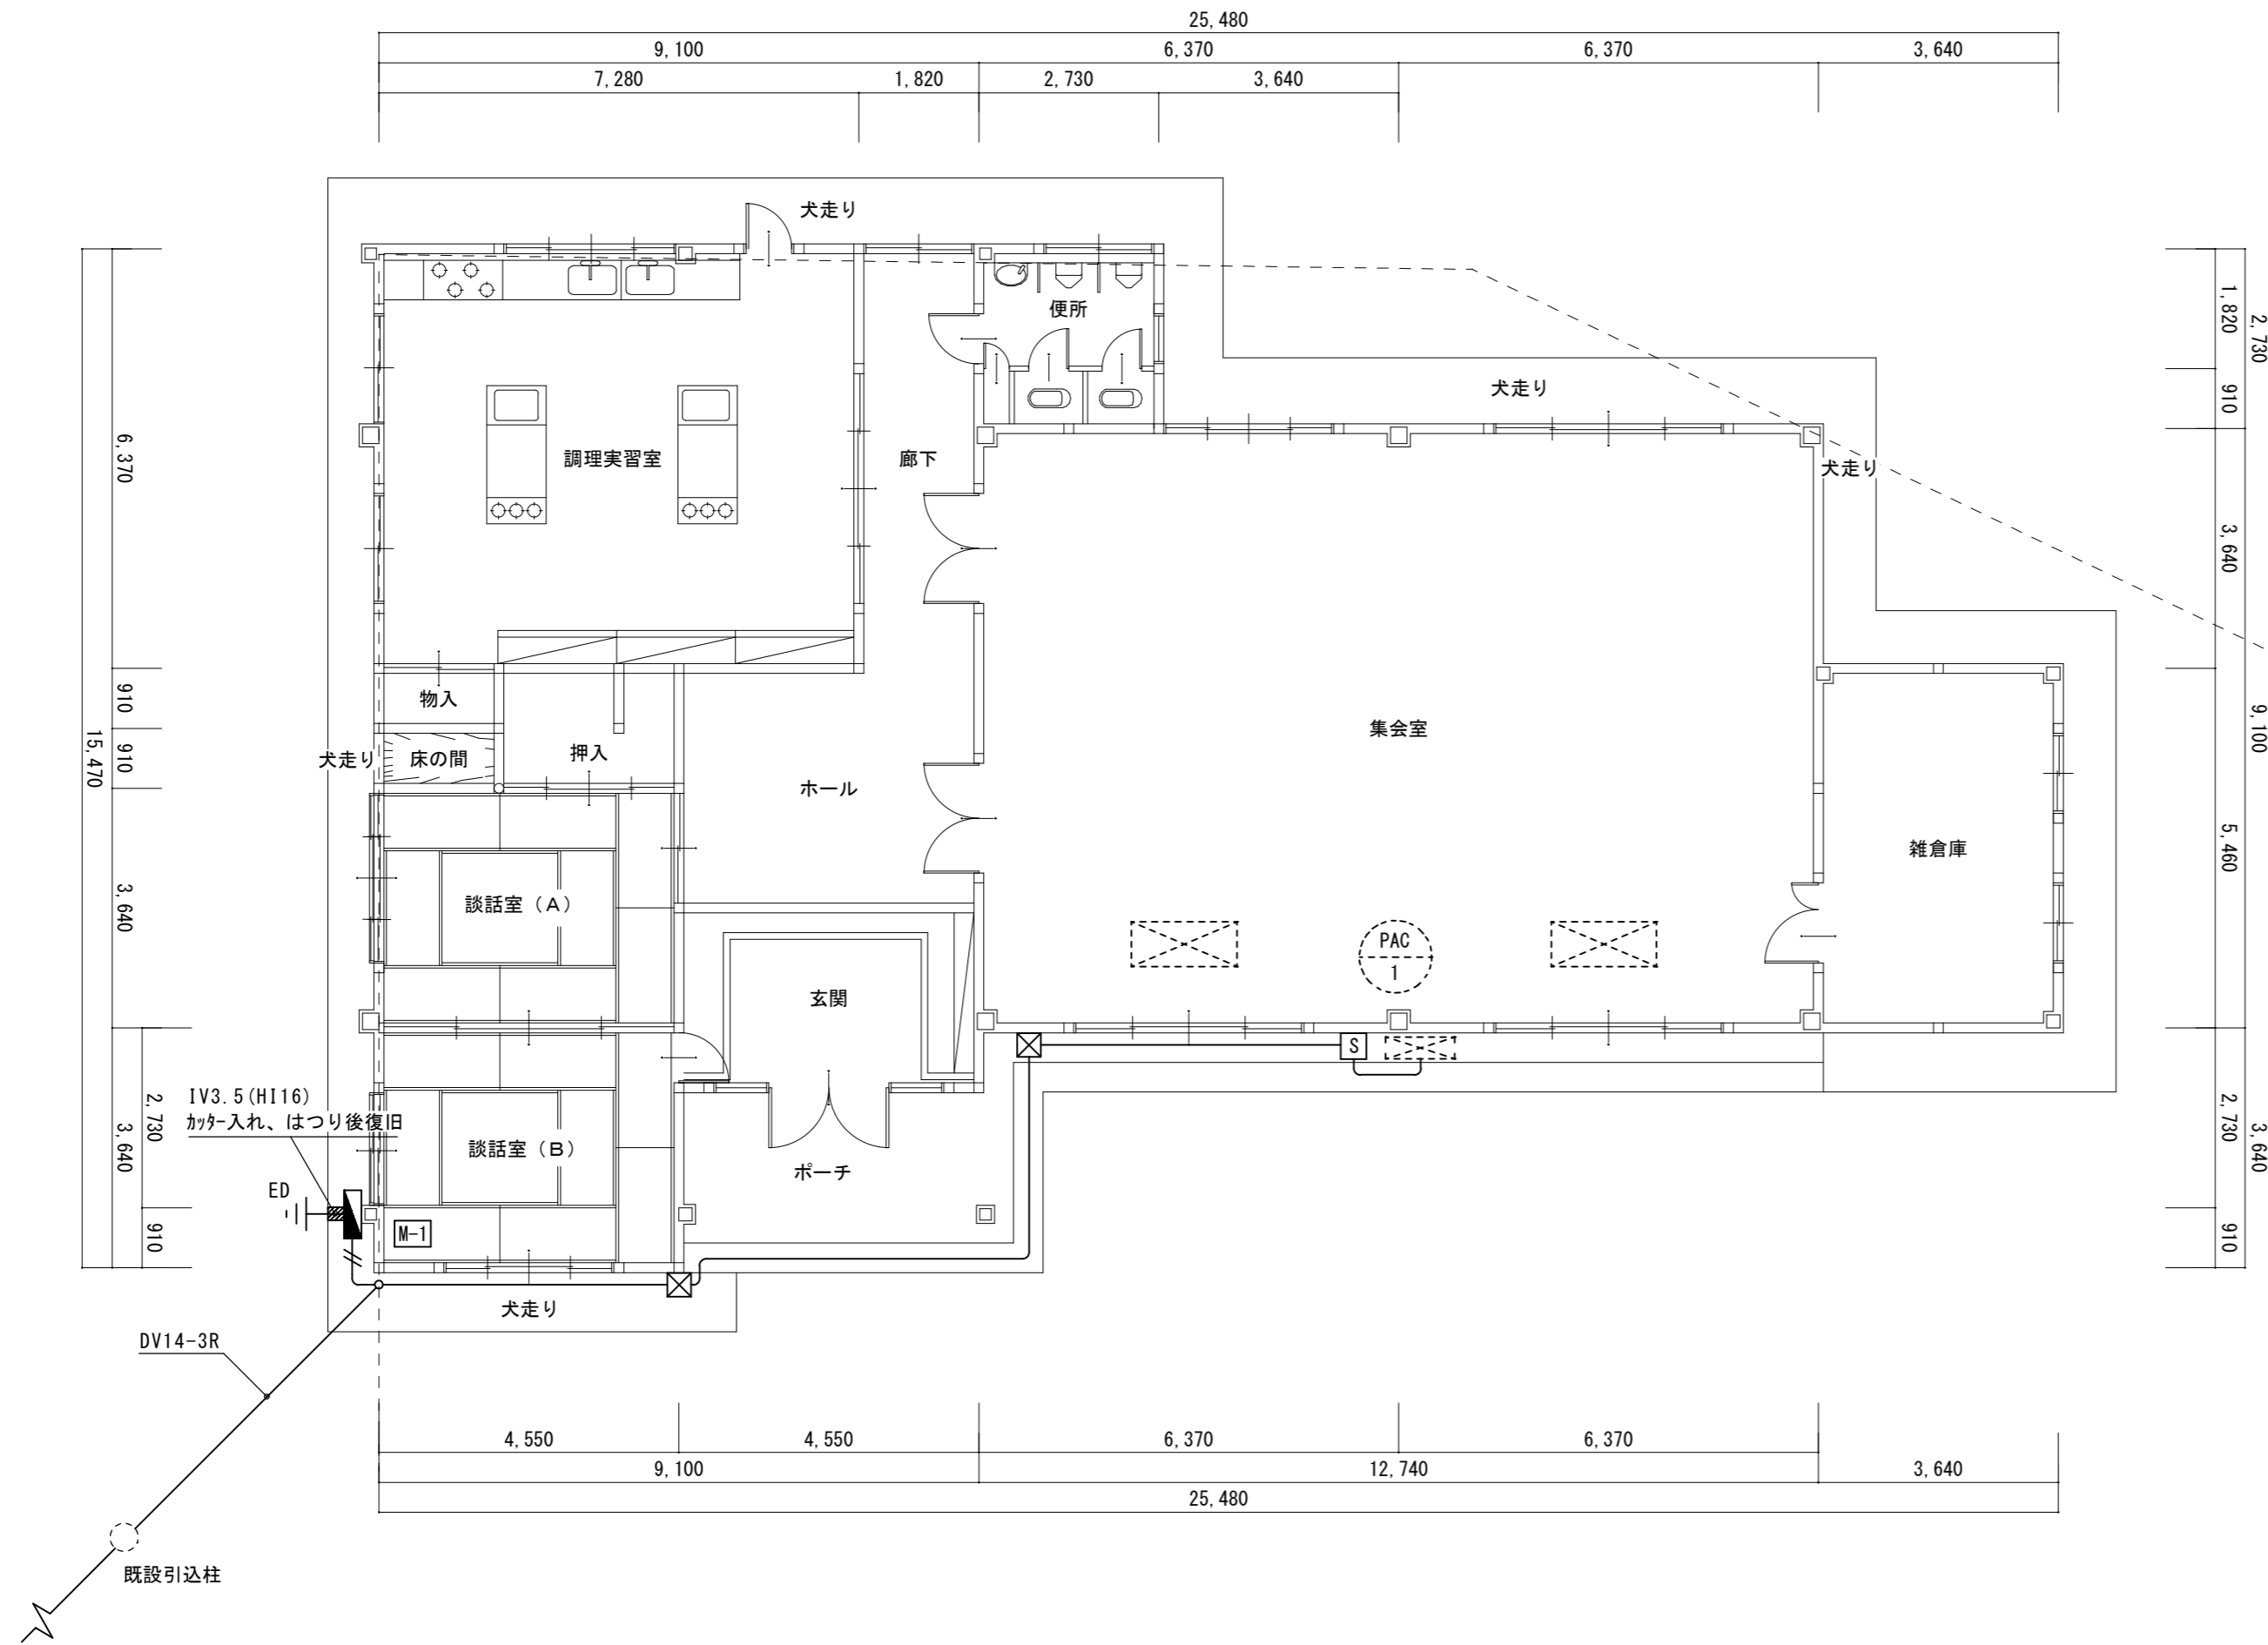 25,480
9,100
6,370
6,370
3,640
7,280
1,820
2,730
3,640
犬走り
便所
犬走り
調理実習室
廊下
犬走り
物入
集会室
犬走り
床の間
押入
ホール
雑倉庫
談話室(A)
PAC
1
玄関
S
IV3.5(HI16)
カッター入れ、はつり後復旧
談話室(B)
ポーチ
ED
M-1
犬走り
DV14-3R
既設引込柱
15,470
6,370
910
910
3,640
3,640
2,730
910
1,820
910
3,640
5,460
2,730
910
2,730
9,100
3,640
4,550
4,550
6,370
6,370
9,100
12,740
3,640
25,480